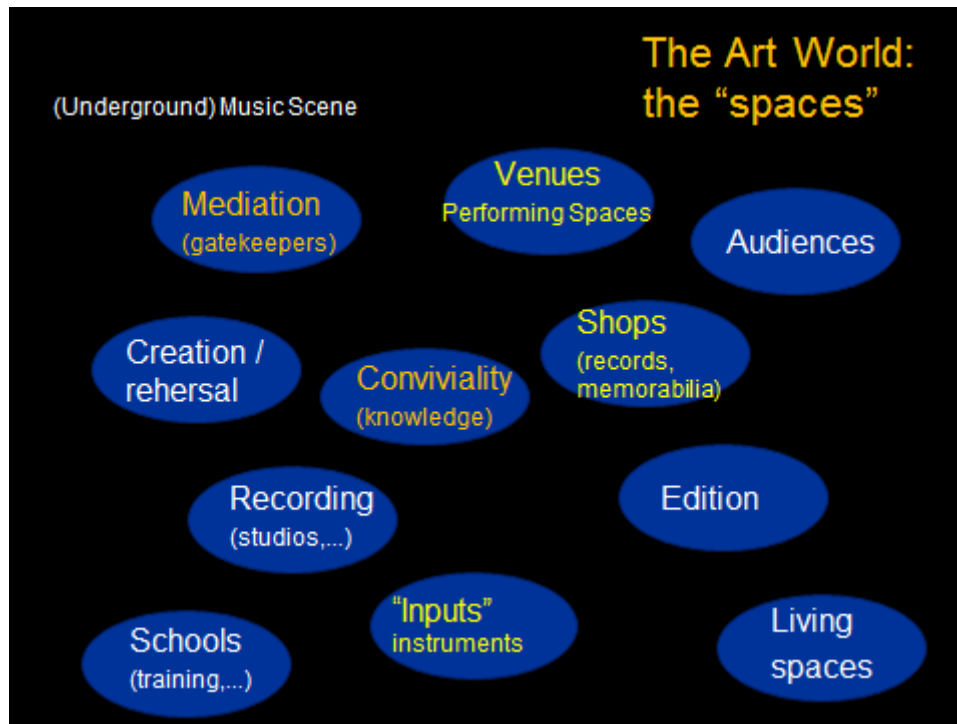 The Art World:
the “spaces”
(Underground) Music Scene
Mediation
(gatekeepers)
Venues
Performing Spaces
Audiences
Creation /
rehersal
Conviviality
(knowledge)
Shops
(records,
memorabilia)
Recording
(studios,...)
Edition
Schools
(training,...)
“Inputs”
instruments
Living
spaces